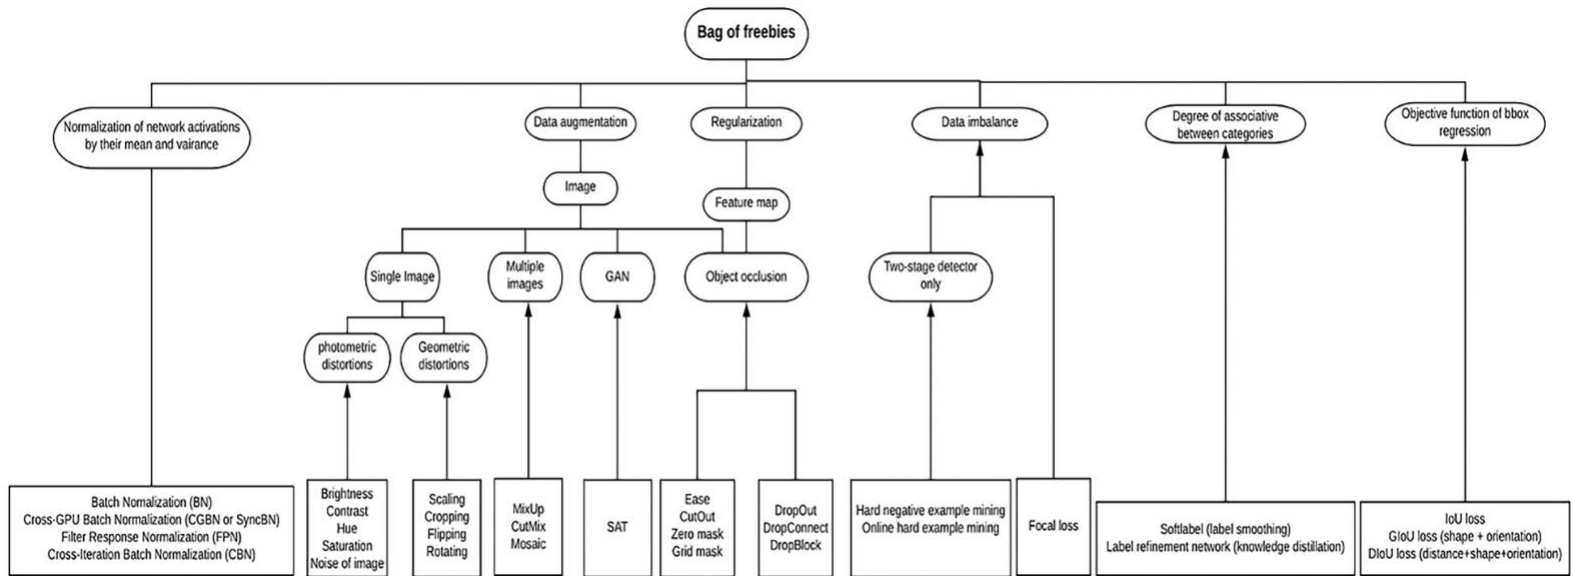 Bag of freebies
Normalization of network activations
by their mean and vairance
Data augmentation
Regularization
Data imbalance
Degree of associative
between categories
Objective function of bbox
regression
Image
Feature map
Single Image
Multiple
images
GAN
Object occlusion
Two-stage detector
only
photometric
distortions
Geometric
distortions
Batch Nomalization (BN)
Cross-GPU Batch Normalization (CGBN or SyncBN)
Filter Response Normalization (FPN)
Cross-Iteration Batch Normalization (CBN)
Brightness
Contrast
Hue
Saturation
Noise of image
Scaling
Cropping
Flipping
Rotating
MixUp
CutMix
Mosaic
SAT
Ease
CutOut
Zero mask
Grid mask
DropOut
DropConnect
DropBlock
Hard negative example mining
Online hard example mining
Focal loss
Softlabel (label smoothing)
Label refinement network (knowledge distillation)
IoU loss
GIoU loss (shape + orientation)
DIoU loss (distance+shape+orientation)